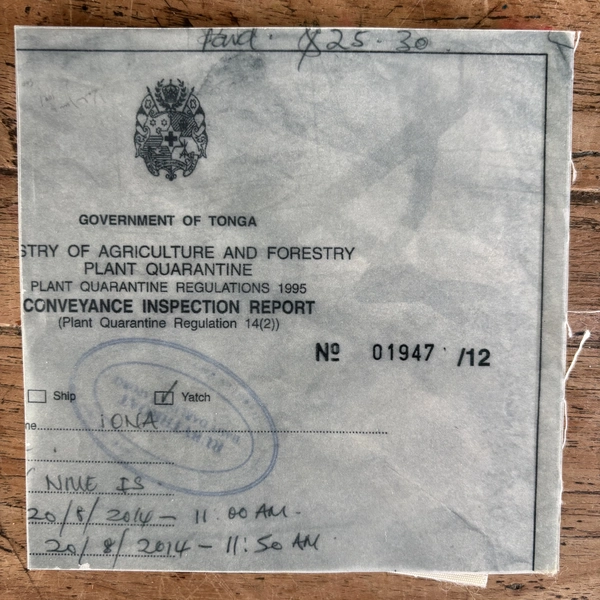 Paid. $25.30
GOVERNMENT OF TONGA
STRY OF AGRICULTURE AND FORESTRY
PLANT QUARANTINE
PLANT QUARANTINE REGULATIONS 1995
CONVEYANCE INSPECTION REPORT
(Plant Quarantine Regulation 14(2))
Nº 01947 /12
Ship Yatch
ne iONA
NIUE IS
20/8/2014 - 11 00 AM -
20/8/2014 - 11:50 AM